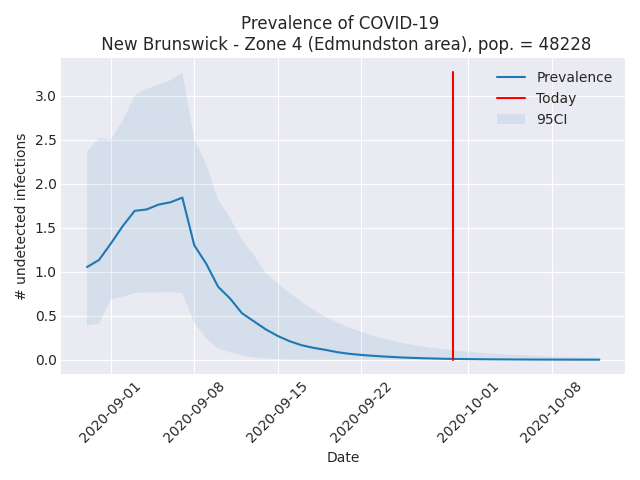 Prevalence of COVID-19
New Brunswick - Zone 4 (Edmundston area), pop. = 48228
Prevalence
Today
95CI
# undetected infections
3.0
2.5
2.0
1.5
1.0
0.5
0.0
2020-09-01
2020-09-08
2020-09-15
2020-09-22
2020-10-01
2020-10-08
Date